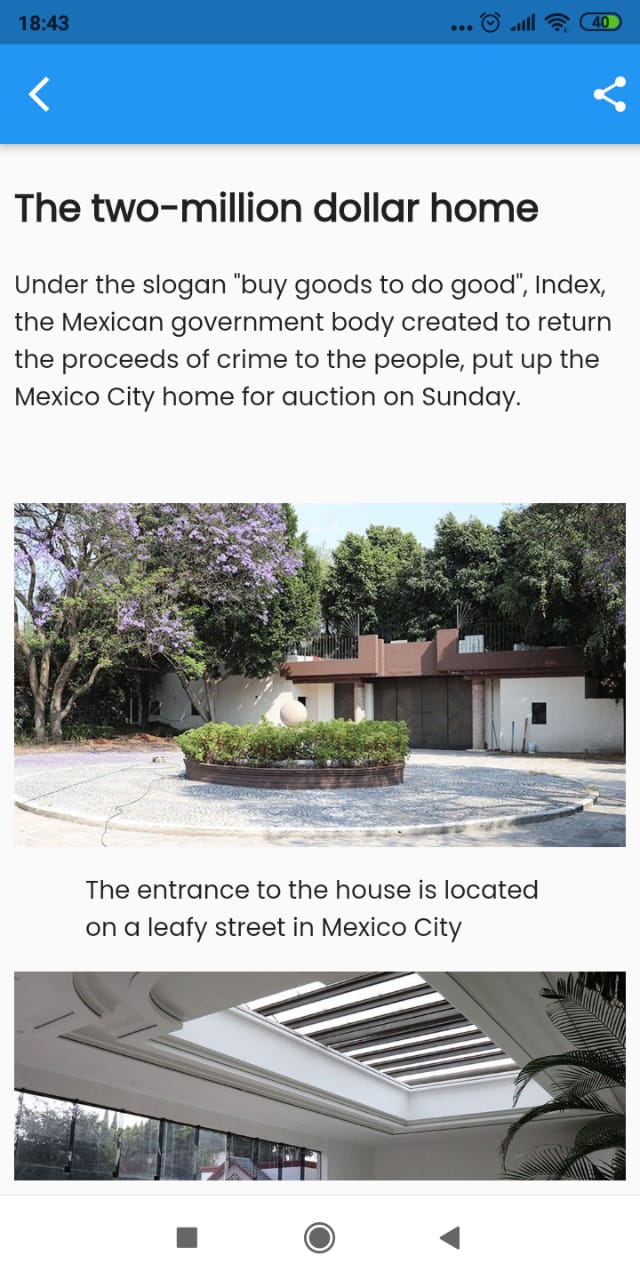 18:43
40
The two-million dollar home
Under the slogan "buy goods to do good", Index,
the Mexican government body created to return
the proceeds of crime to the people, put up the
Mexico City home for auction on Sunday.
The entrance to the house is located
on a leafy street in Mexico City